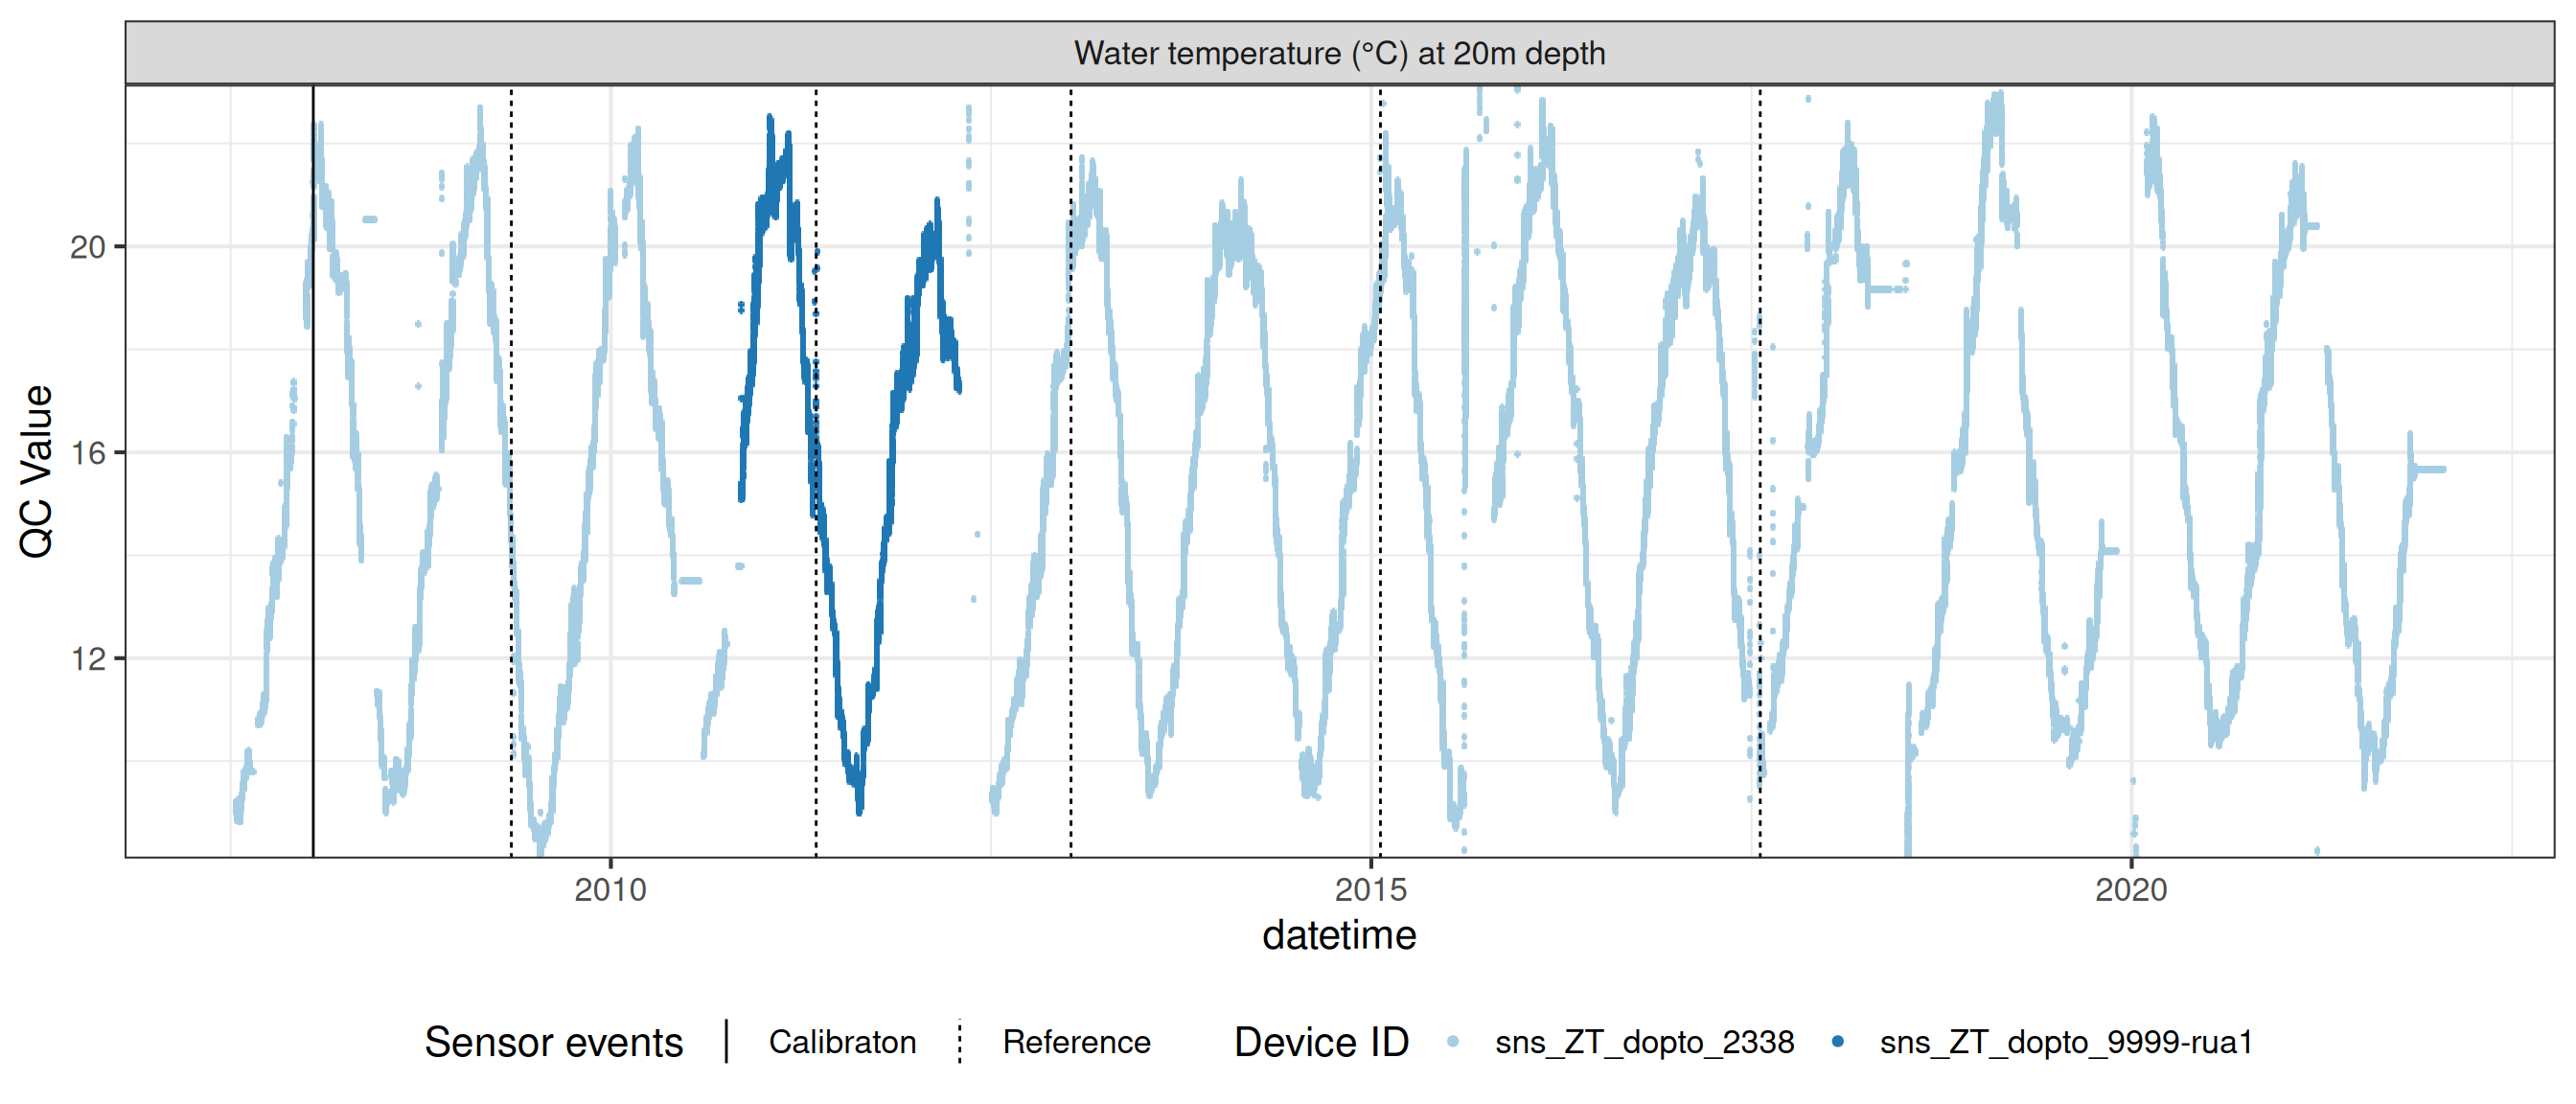 Water temperature (°C) at 20m depth
QC Value
20
16
12
2010
2015
2020
datetime
Sensor events
Calibraton
Reference
Device ID
sns_ZT_dopto_2338
sns_ZT_dopto_9999-rua1